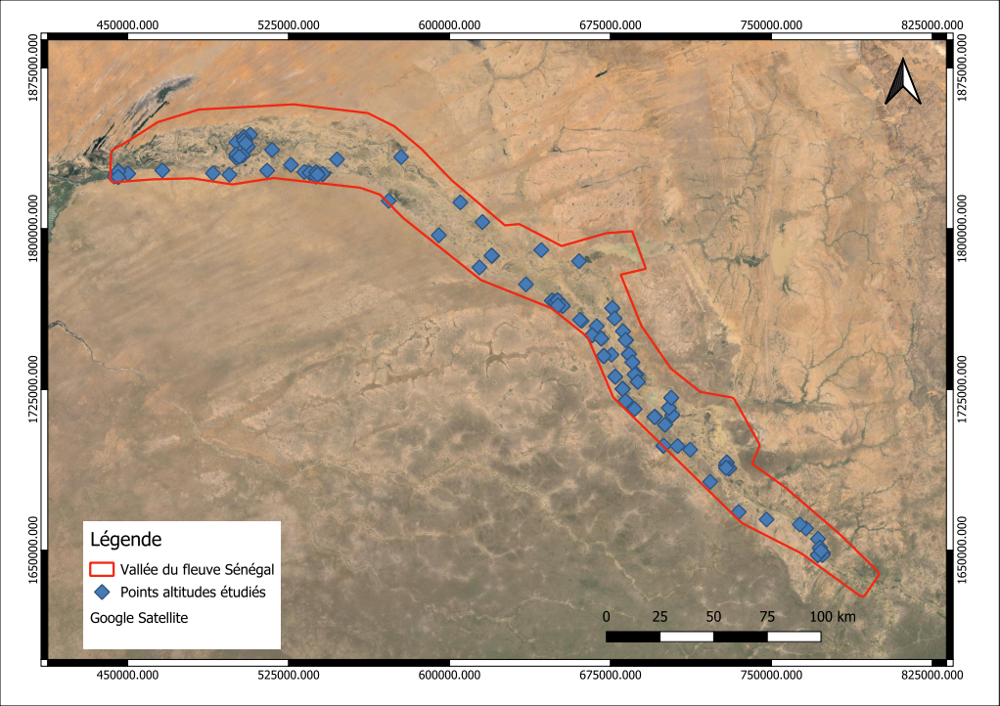 450000.000 525000.000 600000.000 675000.000 750000.000 825000.000
1875000.000
1800000.000
1725000.000
1650000.000
1875000.000
1800000.000
1725000.000
1650000.000
Légende
Vallée du fleuve Sénégal
Points altitudes étudiés
Google Satellite
0 25 50 75 100 km
450000.000 525000.000 600000.000 675000.000 750000.000 825000.000